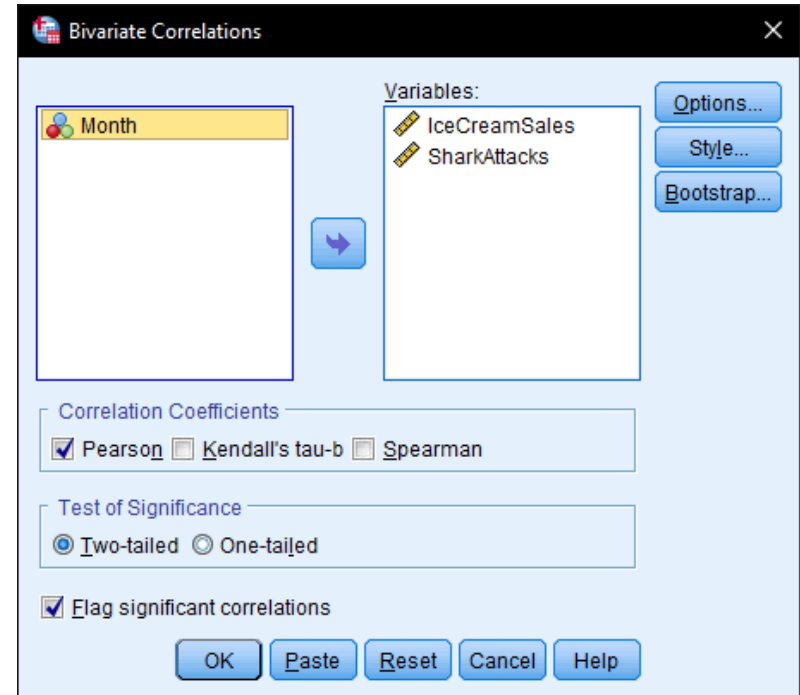 Bivariate Correlations
Variables:
Month
IceCreamSales
SharkAttacks
Options...
Style...
Bootstrap...
Correlation Coefficients
Pearson Kendall's tau-b Spearman
Test of Significance
Two-tailed One-tailed
Flag significant correlations
OK Paste Reset Cancel Help